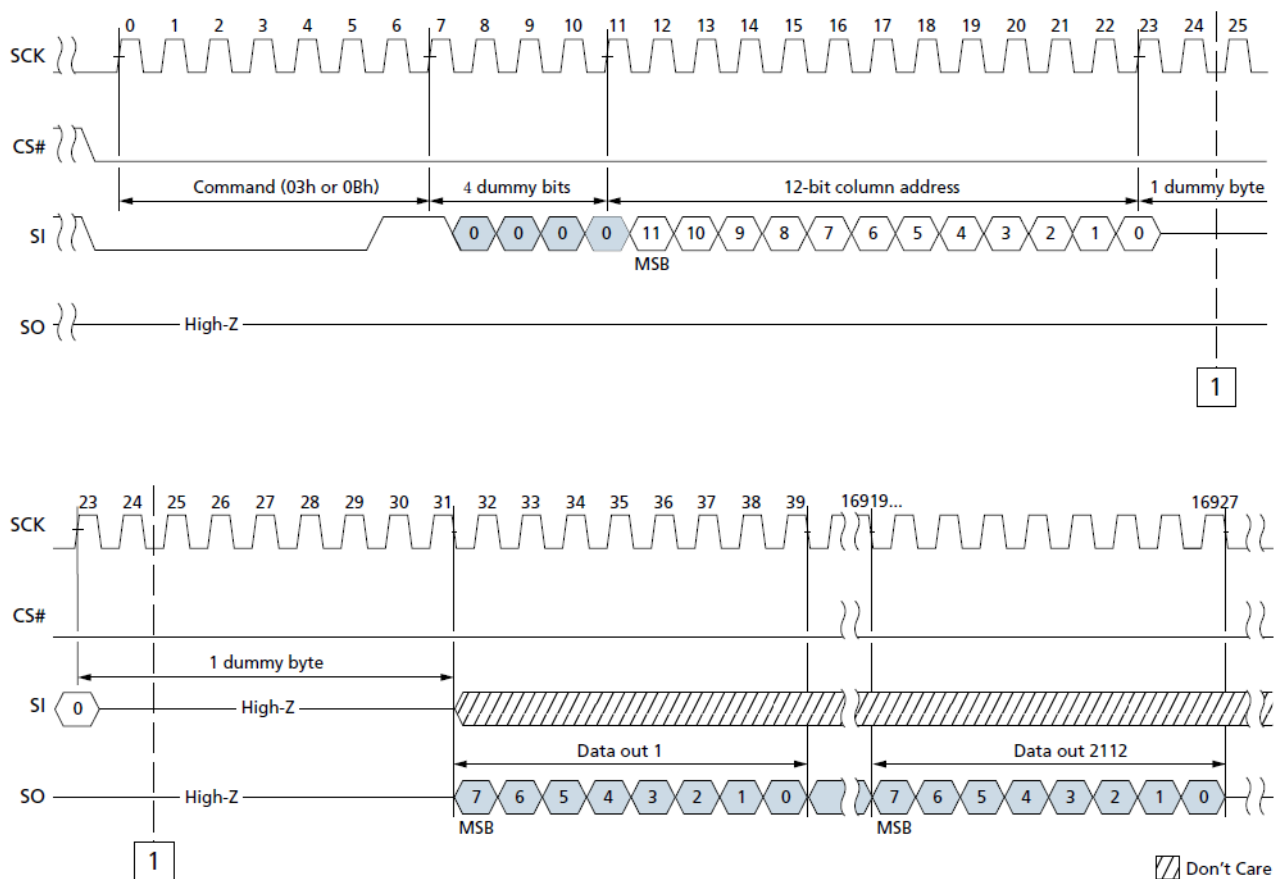 0 1 2 3 4 5 6 7 8 9 10 11 12 13 14 15 16 17 18 19 20 21 22 23 24 25
SCK
CS#
Command (03h or 0Bh) 4 dummy bits 12-bit column address 1 dummy byte
SI 0 0 0 0 11 10 9 8 7 6 5 4 3 2 1 0
MSB
SO High-Z
1
23 24 25 26 27 28 29 30 31 32 33 34 35 36 37 38 39 16919... 16927
SCK
CS#
1 dummy byte
SI 0 High-Z
Data out 1 Data out 2112
SO High-Z 7 6 5 4 3 2 1 0 7 6 5 4 3 2 1 0
MSB MSB
1
Don't Care